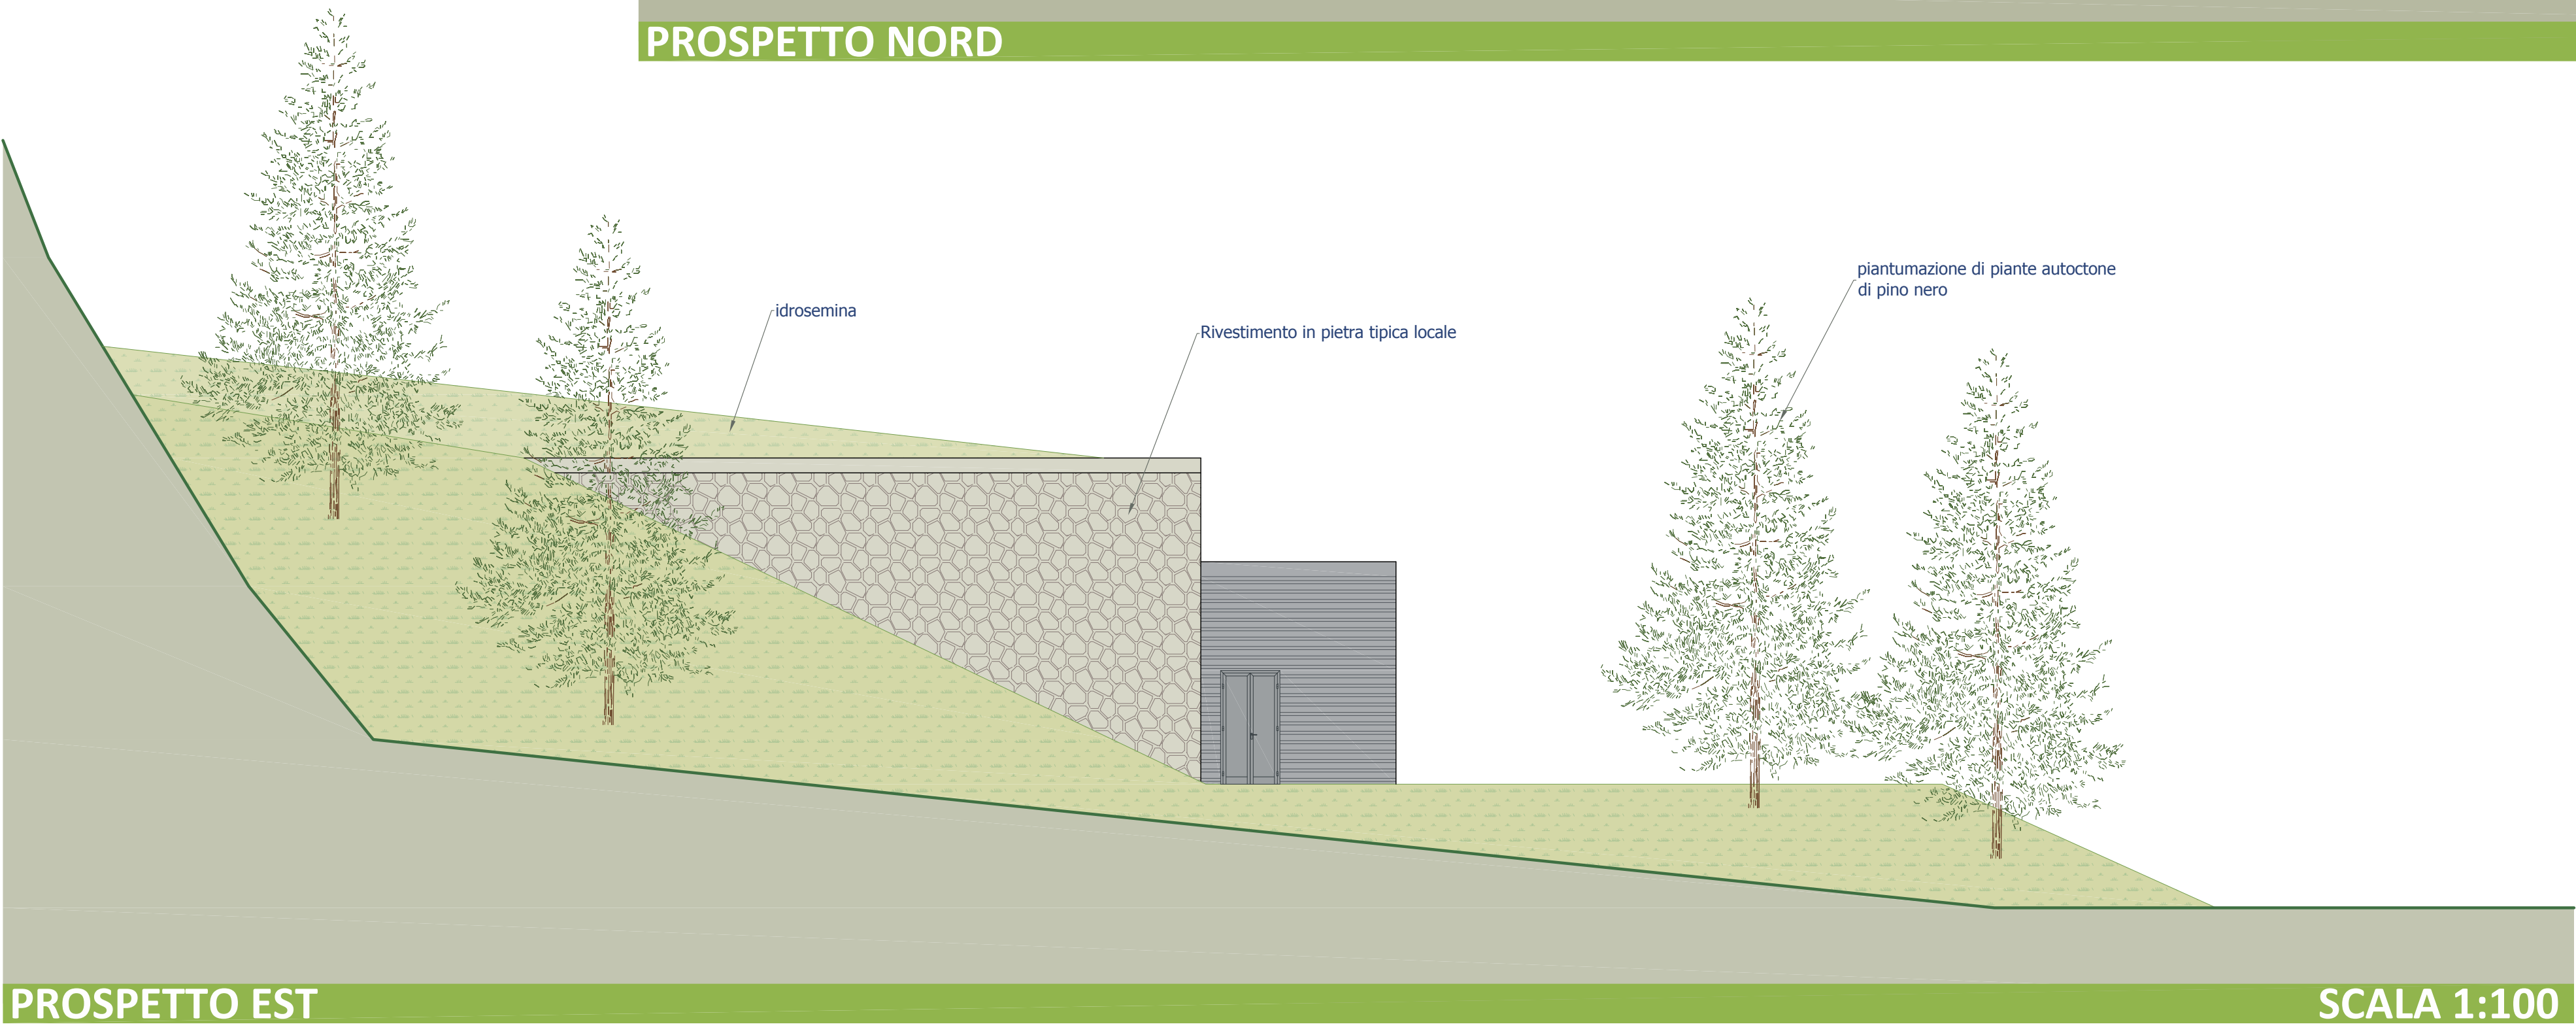 PROSPETTO NORD
piantumazione di piante autoctone
di pino nero
idrosemina
Rivestimento in pietra tipica locale
PROSPETTO EST
SCALA 1:100